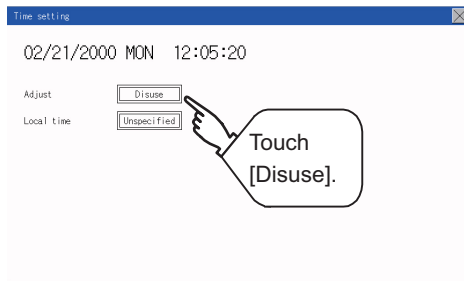 Time setting
02/21/2000 MON 12:05:20
Adjust Disuse
Local time Unspecified
Touch
[Disuse].